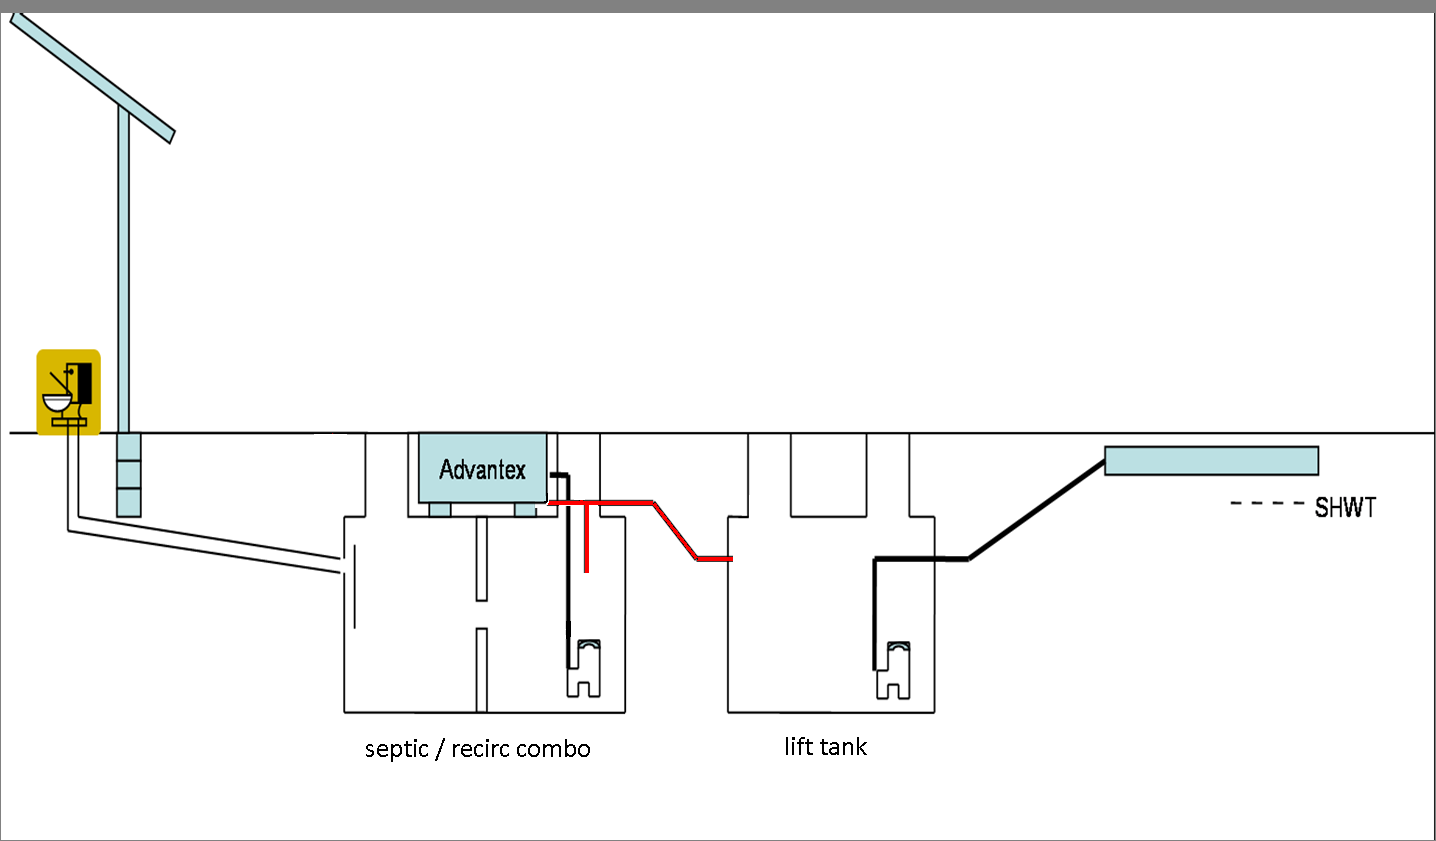 Advantex
SHWT
septic / recirc combo
lift tank